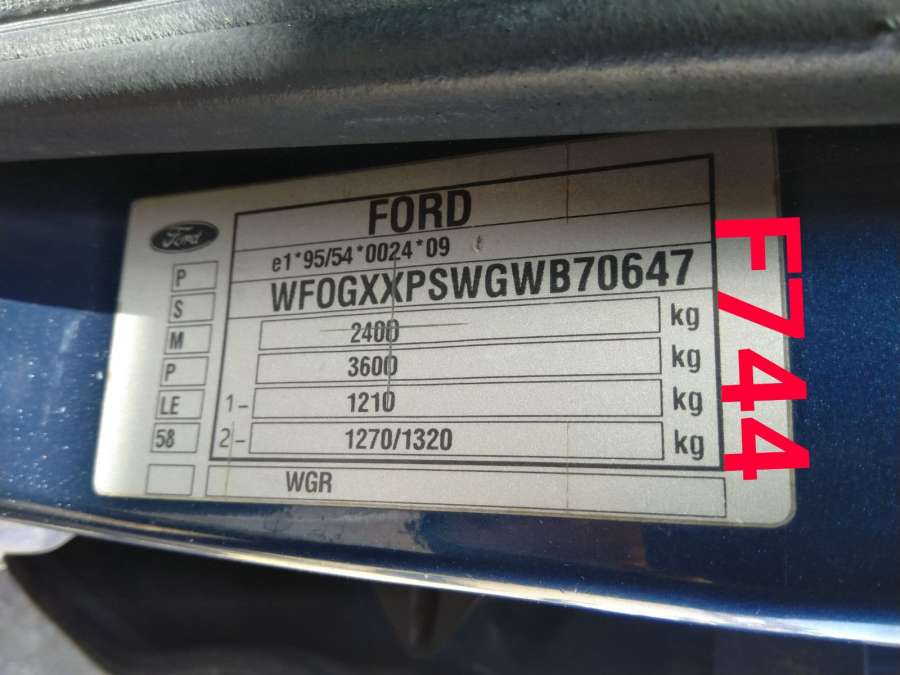 FORD
Ford
e1*95/54*0024*09
P
WF0GXXPSWGWB70647
S
2400 kg
M
3600 kg
P
1- 1210 kg
LE
2- 1270/1320 kg
58
WGR
F744